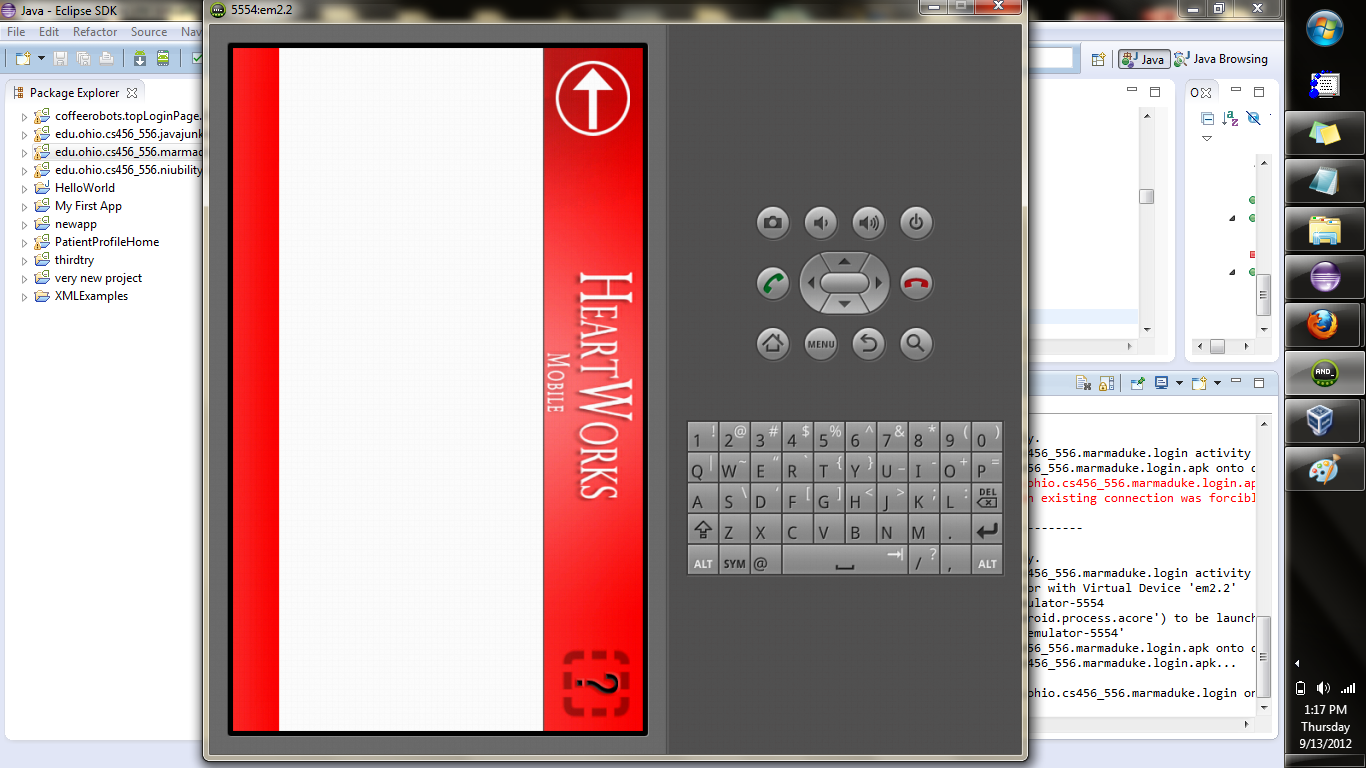 Java - Eclipse SDK
5554:em2.2
File Edit Refactor Source Nav
Java
Java Browsing
Package Explorer
coffeerobots.topLoginPage.
edu.ohio.cs456_556.javajunk
edu.ohio.cs456_556.marmad
edu.ohio.cs456_556.niubility
HelloWorld
My First App
newapp
PatientProfileHome
thirdtry
very new project
XMLExamples
HEARTWORKS
MOBILE
?
MENU
1 ! 2 @ 3 # 4 $ 5 % 6 ^ 7 & 8 * 9 ( 0 )
Q | W ~ E “ R ` T { Y } U _ I - O + P =
A S \ D ‘ F [ G ] H < J > K ; L : DEL
Z X C V B N M .
ALT SYM @ / ? , ALT
O
y.
456_556.marmaduke.login activity
56_556.marmaduke.login.apk onto
ohio.cs456_556.marmaduke.login.ap
n existing connection was forcibl
--------
y.
456_556.marmaduke.login activity
or with Virtual Device 'em2.2'
ulator-5554
roid.process.acore') to be launch
emulator-5554'
56_556.marmaduke.login.apk onto
456_556.marmaduke.login.apk...
ohio.cs456_556.marmaduke.login on
AND_
1:17 PM
Thursday
9/13/2012